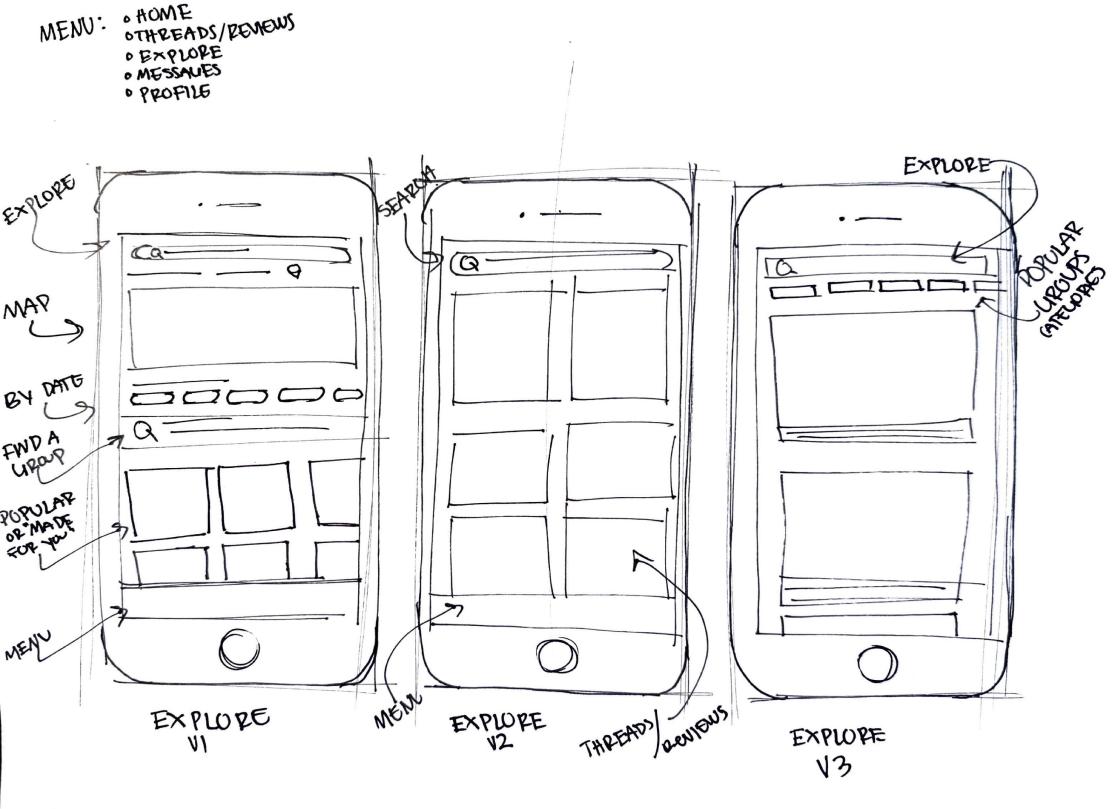 MENU:
• HOME
• THREADS/REVIEWS
• EXPLORE
• MESSAGES
• PROFILE
EXPLORE
MAP
BY DATE
FIND A
GROUP
POPULAR
OR "MADE
FOR YOU"
MENU
EXPLORE
V1
SEARCH
MENU
EXPLORE
V2
THREADS/
REVIEWS
EXPLORE
POPULAR
GROUPS
CATEGORIES
EXPLORE
V3